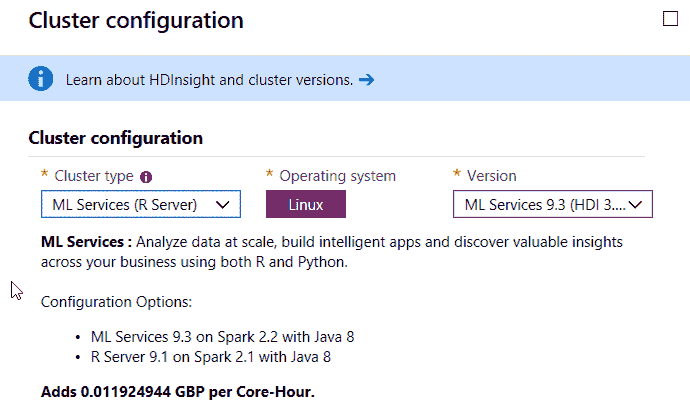 Cluster configuration
Learn about HDInsight and cluster versions. →
Cluster configuration
* Cluster type * Operating system * Version
ML Services (R Server) Linux ML Services 9.3 (HDI 3....
ML Services : Analyze data at scale, build intelligent apps and discover valuable insights
across your business using both R and Python.
Configuration Options:
• ML Services 9.3 on Spark 2.2 with Java 8
• R Server 9.1 on Spark 2.1 with Java 8
Adds 0.011924944 GBP per Core-Hour.